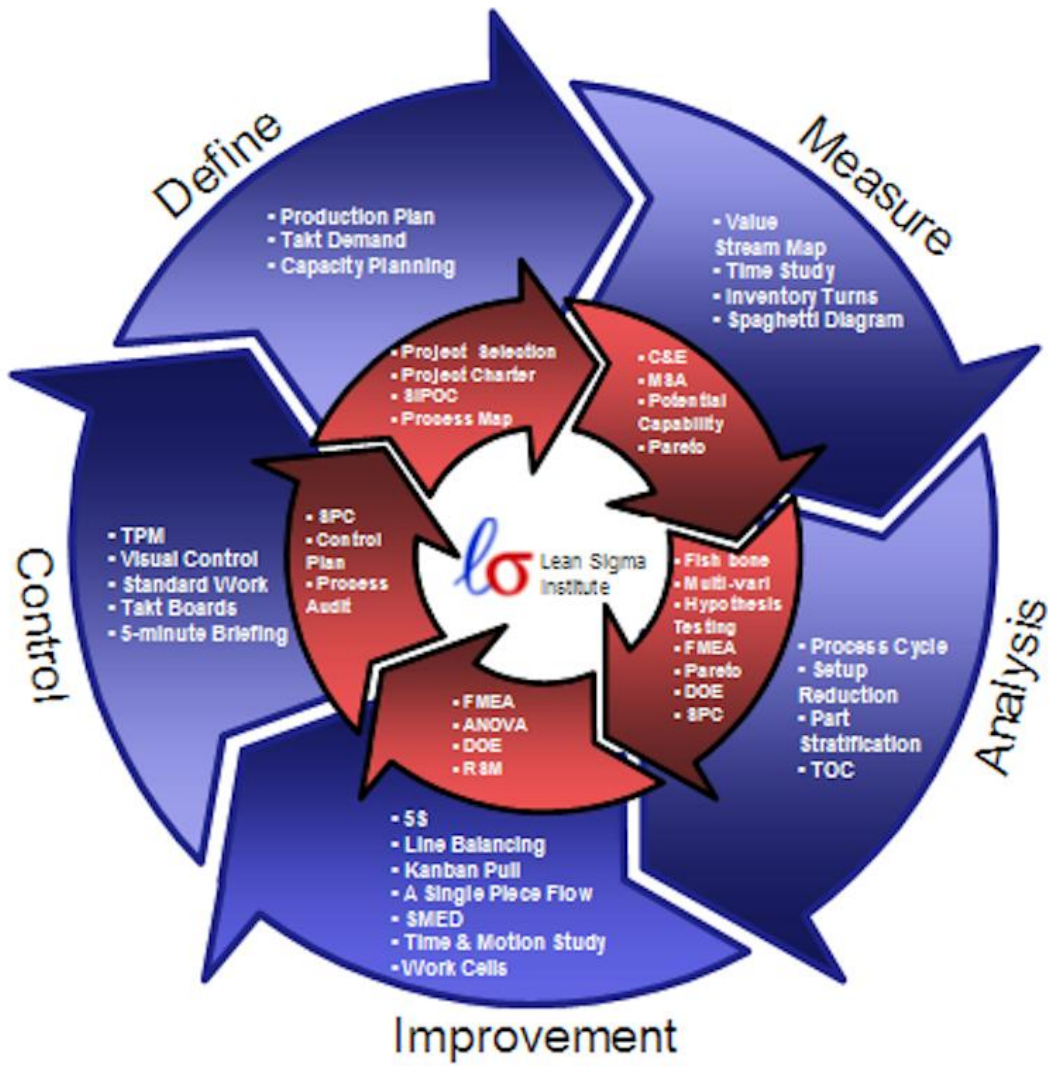 Define
▪ Production Plan
▪ Takt Demand
▪ Capacity Planning
▪ Project Selection
▪ Project Charter
▪ SIPOC
▪ Process Map
Measure
▪ Value
Stream Map
▪ Time Study
▪ Inventory Turns
▪ Spaghetti Diagram
▪ C&E
▪ MSA
▪ Potential
Capability
▪ Pareto
Analysis
▪ Process Cycle
▪ Setup
Reduction
▪ Part
Stratification
▪ TOC
▪ Fish bone
▪ Multi-vari
▪ Hypothesis
Testing
▪ FMEA
▪ Pareto
▪ DOE
▪ SPC
Improvement
▪ 5S
▪ Line Balancing
▪ Kanban Pull
▪ A Single Piece Flow
▪ SMED
▪ Time & Motion Study
▪ Work Cells
▪ FMEA
▪ ANOVA
▪ DOE
▪ RSM
Control
▪ TPM
▪ Visual Control
▪ Standard Work
▪ Takt Boards
▪ 5-minute Briefing
▪ SPC
▪ Control
Plan
▪ Process
Audit
lσ Lean Sigma
Institute